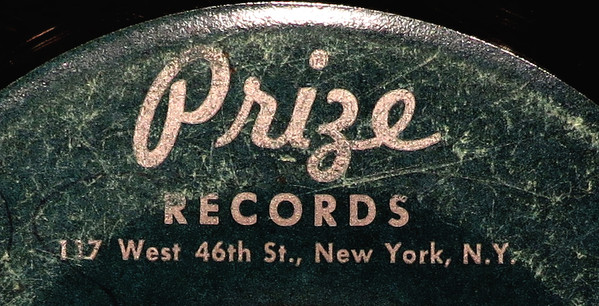 Prize
RECORDS
117 West 46th St., New York, N.Y.